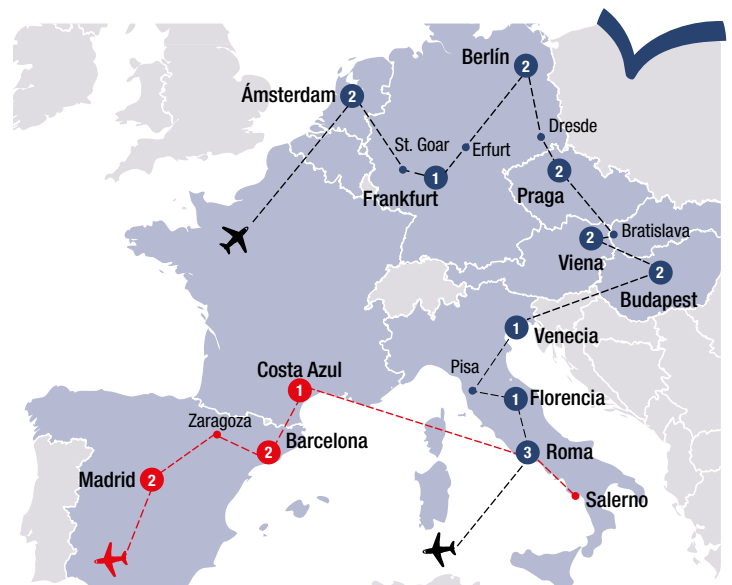 Berlín
2
Ámsterdam
2
Dresde
St. Goar
Erfurt
1
2
Frankfurt
Praga
Bratislava
2
Viena
2
Budapest
1
Venecia
Costa Azul
Pisa
1
1
Florencia
Zaragoza
Barcelona
2
3
Roma
Madrid
2
Salerno